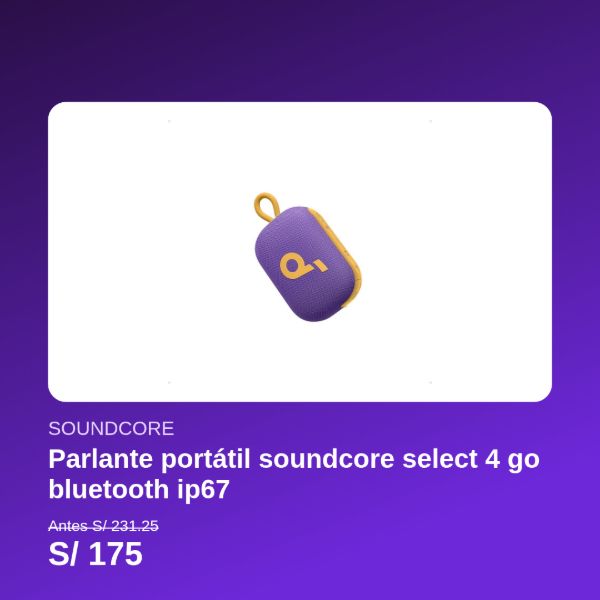 SOUNDCORE
Parlante portátil soundcore select 4 go
bluetooth ip67
Antes S/ 231.25
S/ 175